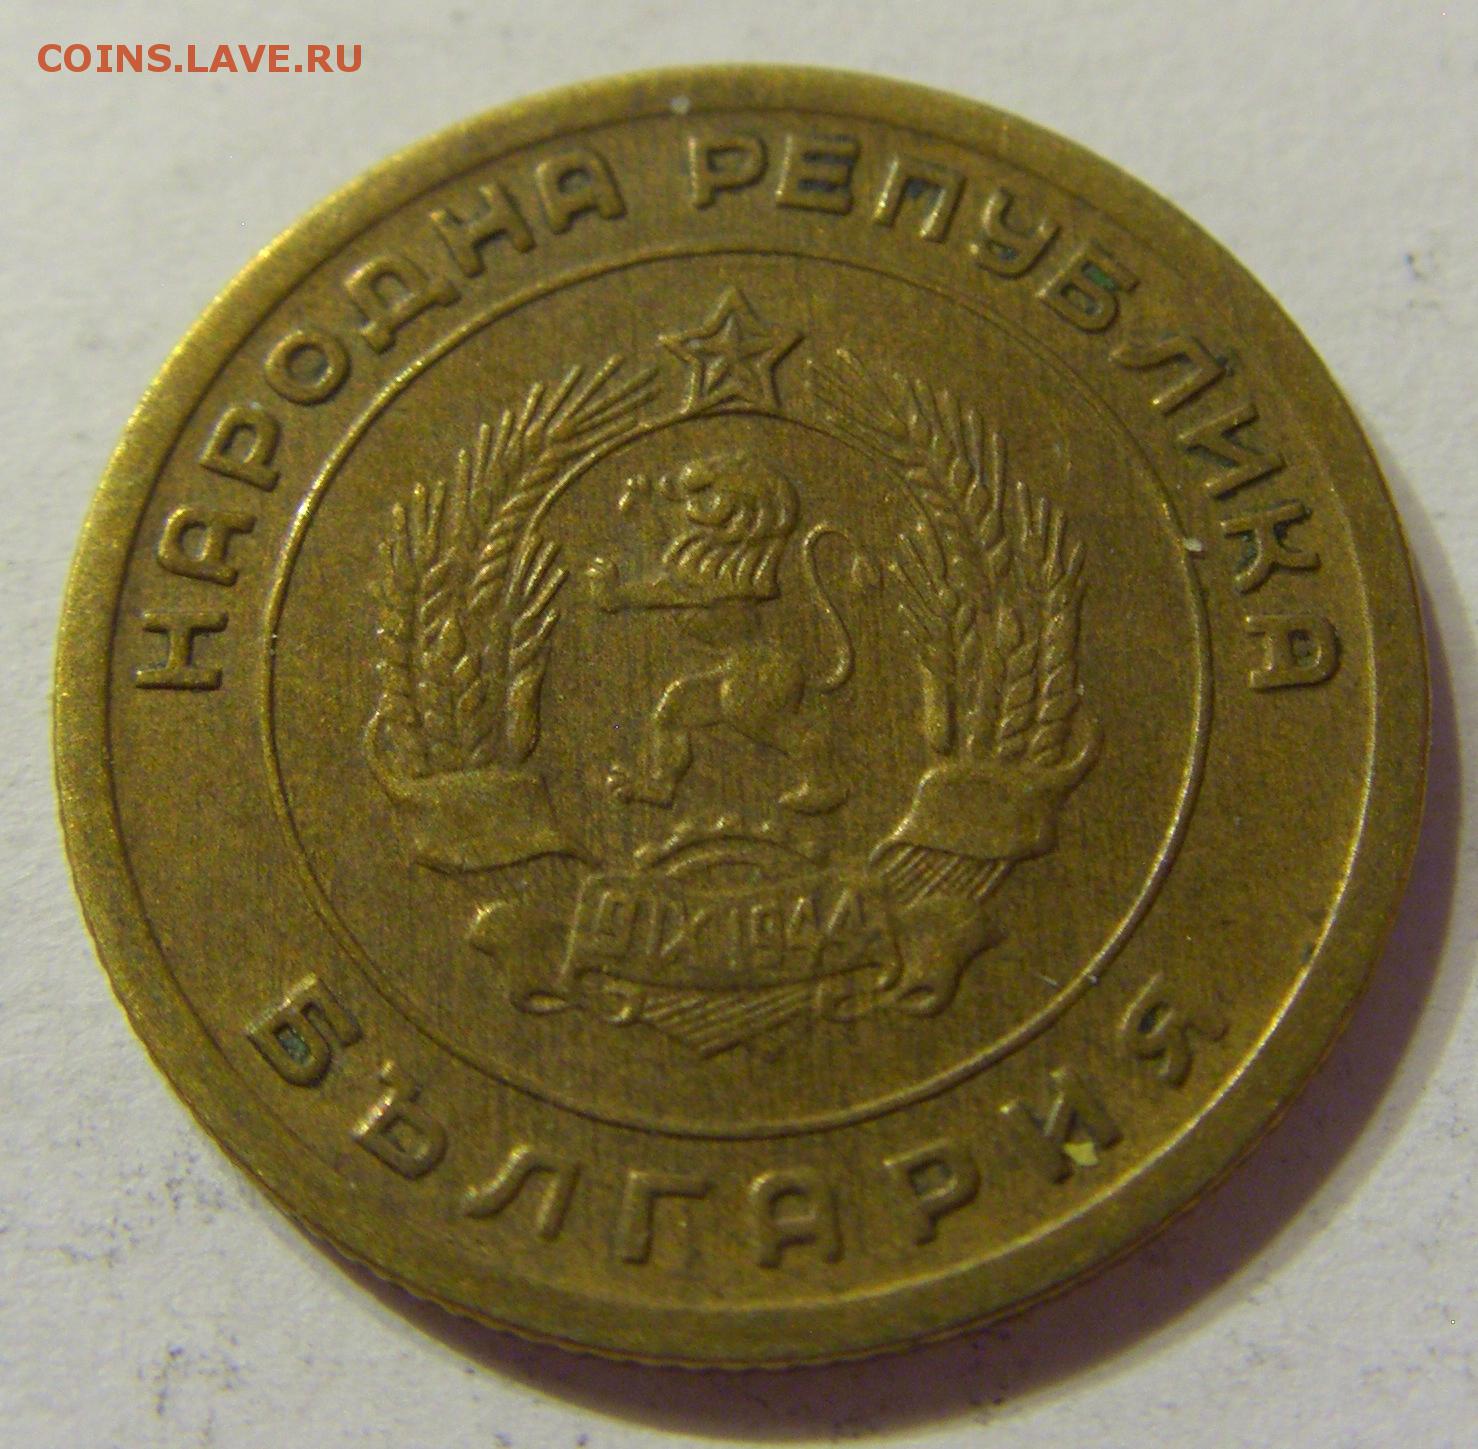 COINS.LAVE.RU
НАРОДНА РЕПУБЛИКА
9 IX 1944
БЪЛГАРИЯ